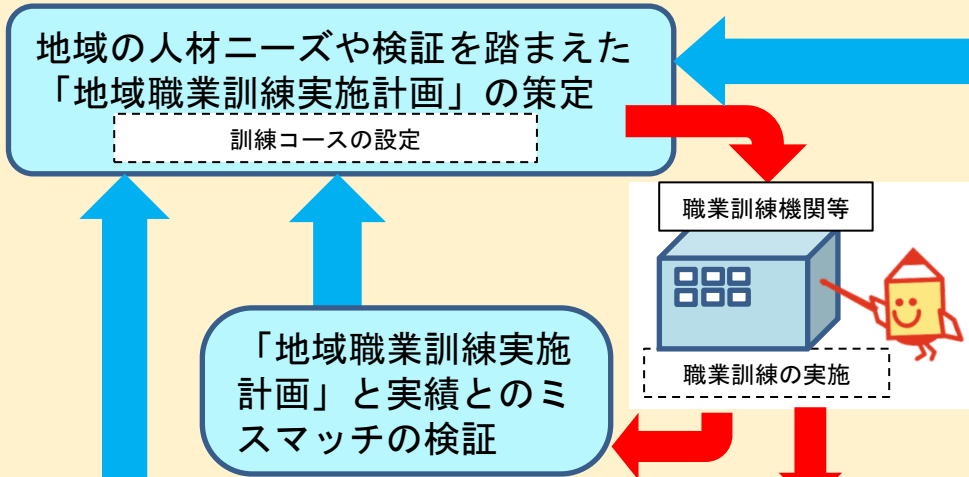 地域の人材ニーズや検証を踏まえた
「地域職業訓練実施計画」の策定
訓練コースの設定
職業訓練機関等
職業訓練の実施
「地域職業訓練実施
計画」と実績とのミ
スマッチの検証